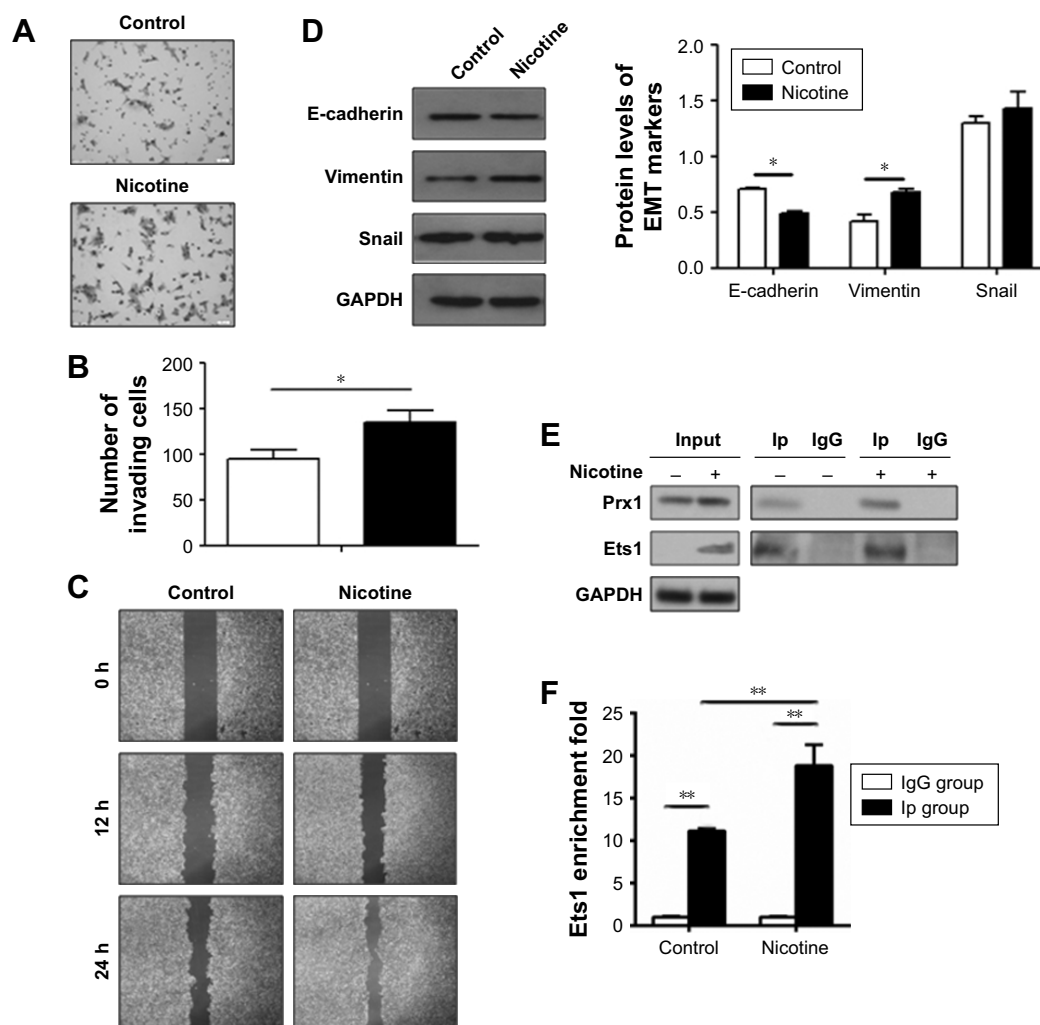 A
Control
Nicotine
B
Number of
invading cells
200
150
100
50
0
*
C
Control
Nicotine
0 h
12 h
24 h
D
Control
Nicotine
E-cadherin
Vimentin
Snail
GAPDH
Protein levels of
EMT markers
2.0
1.5
1.0
0.5
0.0
Control
Nicotine
*
*
E-cadherin
Vimentin
Snail
E
Input
Ip
IgG
Ip
IgG
Nicotine
– + – – + +
Prx1
Ets1
GAPDH
F
Ets1 enrichment fold
25
20
15
10
5
0
**
**
**
Control
Nicotine
IgG group
Ip group